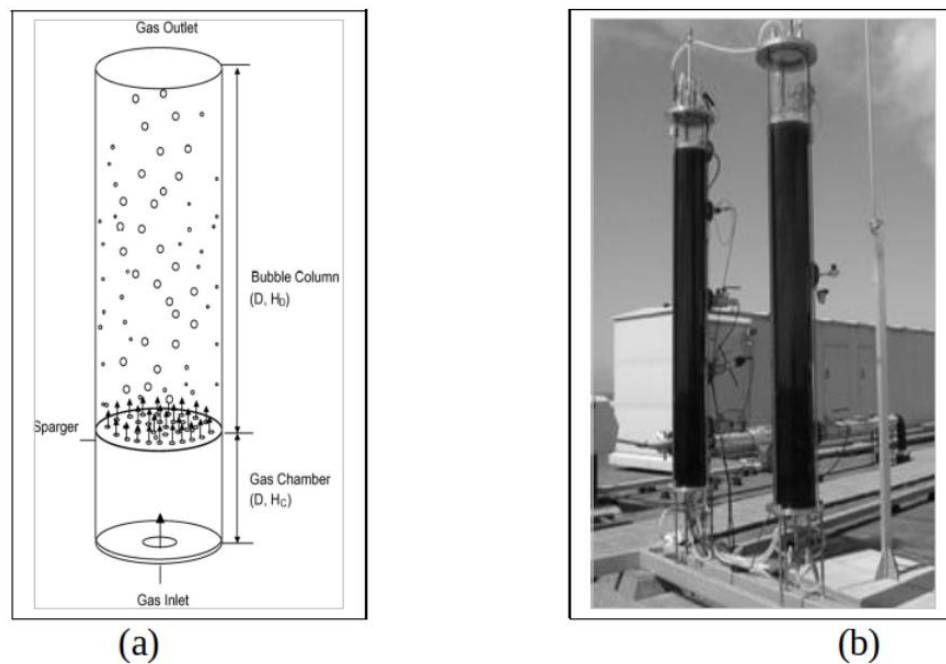 Gas Outlet
Bubble Column
(D, H_D)
Sparger
Gas Chamber
(D, H_C)
Gas Inlet
(a)
(b)